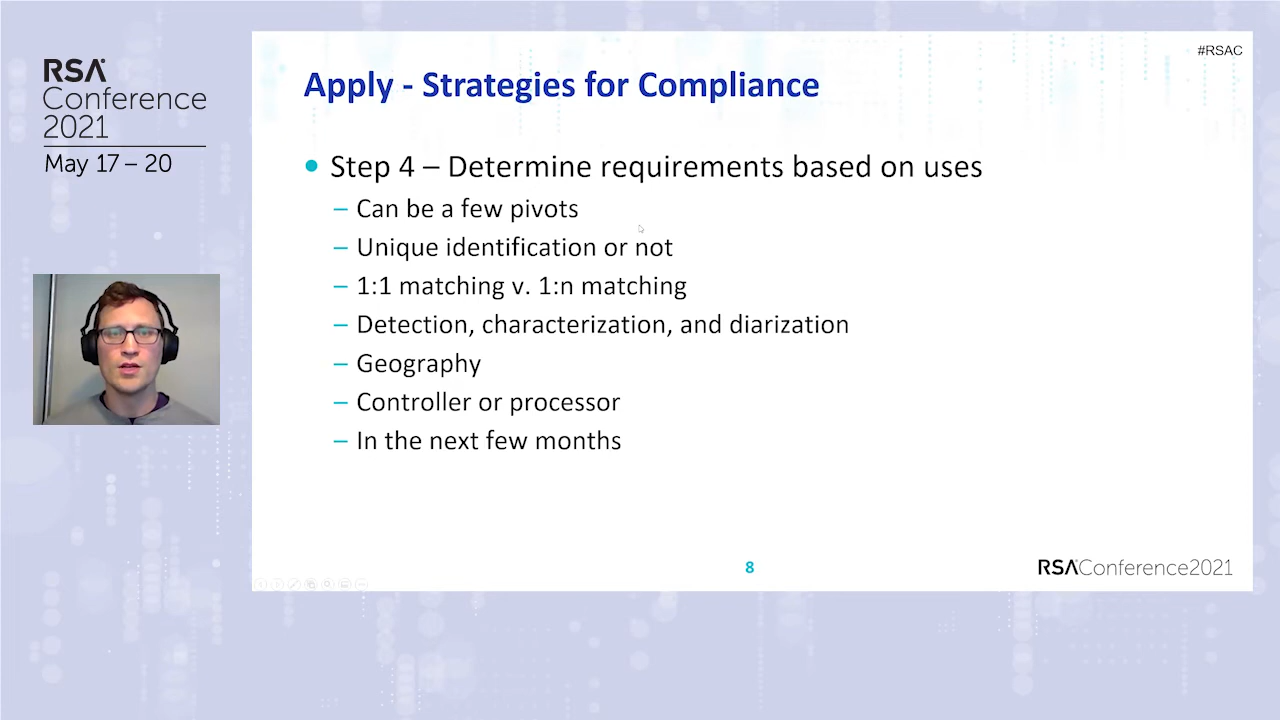 RSA
Conference
2021
May 17 – 20
#RSAC
Apply - Strategies for Compliance
• Step 4 – Determine requirements based on uses
– Can be a few pivots
– Unique identification or not
– 1:1 matching v. 1:n matching
– Detection, characterization, and diarization
– Geography
– Controller or processor
– In the next few months
8
RSAConference2021